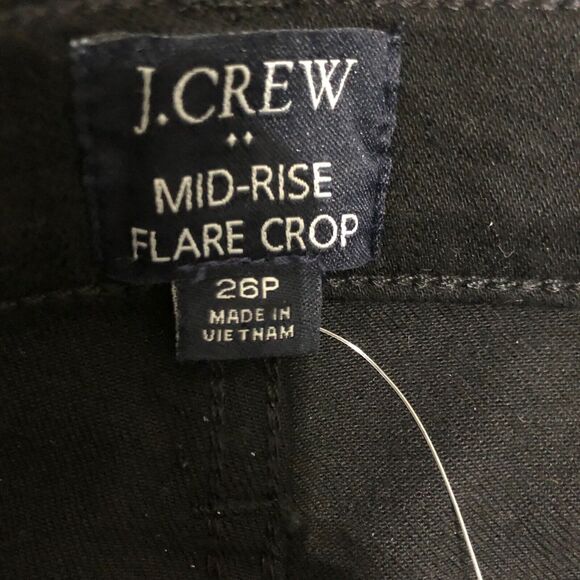 J.CREW
MID-RISE
FLARE CROP
26P
MADE IN
VIETNAM